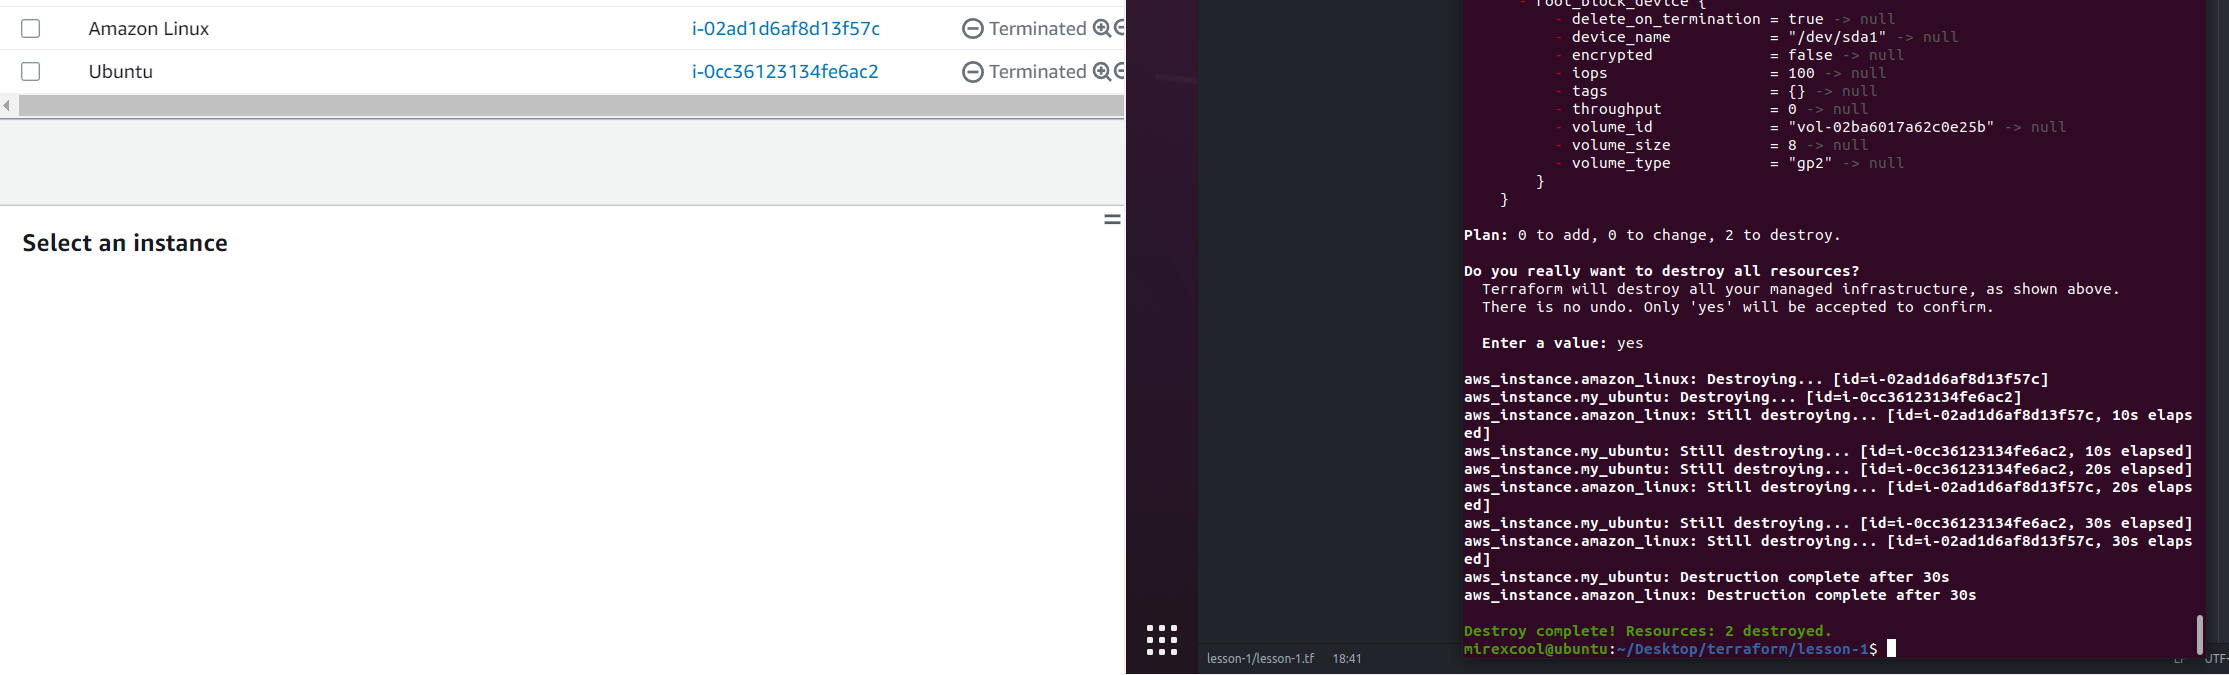 Amazon Linux i-02ad1d6af8d13f57c Terminated
Ubuntu i-0cc36123134fe6ac2 Terminated
Select an instance
- root_block_device {
- delete_on_termination = true -> null
- device_name = "/dev/sda1" -> null
- encrypted = false -> null
- iops = 100 -> null
- tags = {} -> null
- throughput = 0 -> null
- volume_id = "vol-02ba6017a62c0e25b" -> null
- volume_size = 8 -> null
- volume_type = "gp2" -> null
}
}
Plan: 0 to add, 0 to change, 2 to destroy.
Do you really want to destroy all resources?
Terraform will destroy all your managed infrastructure, as shown above.
There is no undo. Only 'yes' will be accepted to confirm.
Enter a value: yes
aws_instance.amazon_linux: Destroying... [id=i-02ad1d6af8d13f57c]
aws_instance.my_ubuntu: Destroying... [id=i-0cc36123134fe6ac2]
aws_instance.amazon_linux: Still destroying... [id=i-02ad1d6af8d13f57c, 10s elaps
ed]
aws_instance.my_ubuntu: Still destroying... [id=i-0cc36123134fe6ac2, 10s elapsed]
aws_instance.my_ubuntu: Still destroying... [id=i-0cc36123134fe6ac2, 20s elapsed]
aws_instance.amazon_linux: Still destroying... [id=i-02ad1d6af8d13f57c, 20s elaps
ed]
aws_instance.my_ubuntu: Still destroying... [id=i-0cc36123134fe6ac2, 30s elapsed]
aws_instance.amazon_linux: Still destroying... [id=i-02ad1d6af8d13f57c, 30s elaps
ed]
aws_instance.my_ubuntu: Destruction complete after 30s
aws_instance.amazon_linux: Destruction complete after 30s
Destroy complete! Resources: 2 destroyed.
mirexcool@ubuntu:~/Desktop/terraform/lesson-1$
lesson-1/lesson-1.tf 18:41 LF UTF-